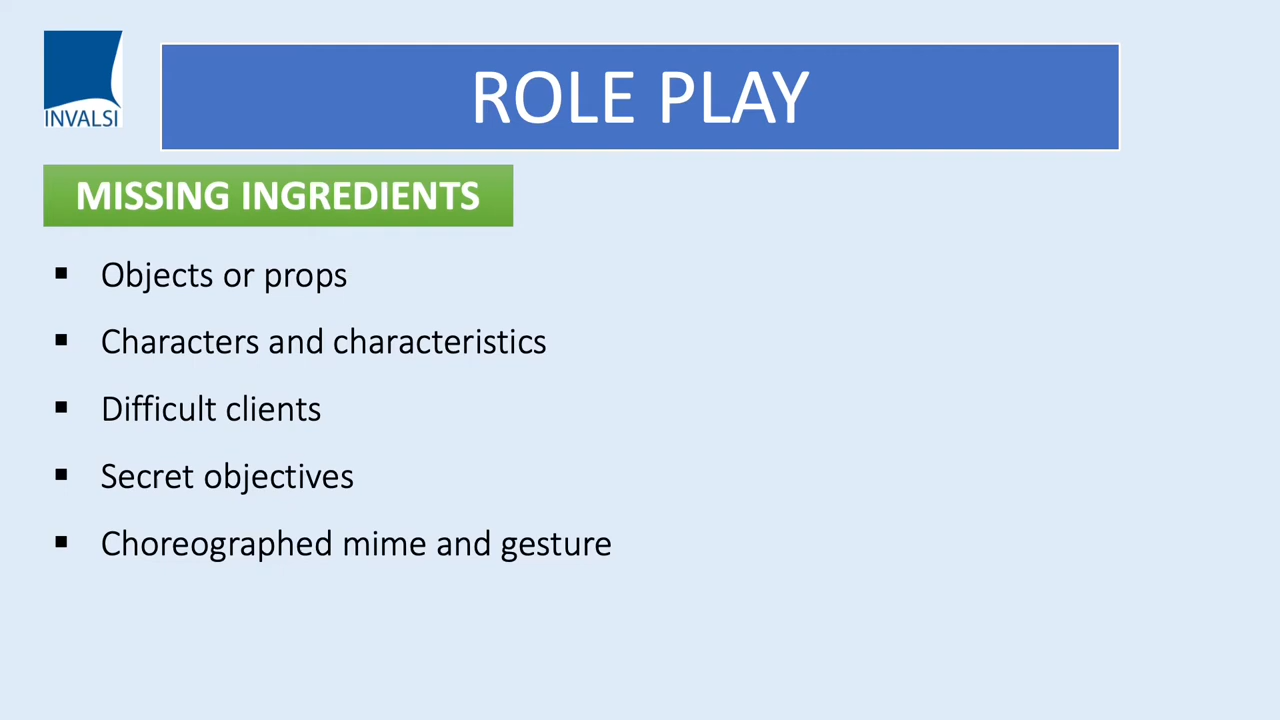 INVALSI
ROLE PLAY
MISSING INGREDIENTS
▪ Objects or props
▪ Characters and characteristics
▪ Difficult clients
▪ Secret objectives
▪ Choreographed mime and gesture